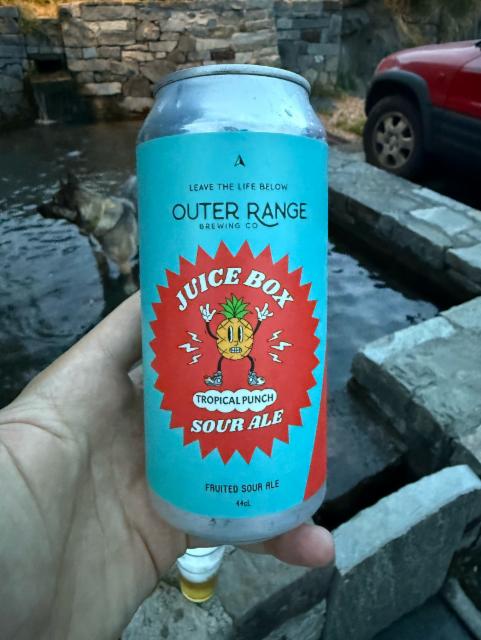 LEAVE THE LIFE BELOW
OUTER RANGE
BREWING CO
JUICE BOX
TROPICAL PUNCH
SOUR ALE
FRUITED SOUR ALE
44cL